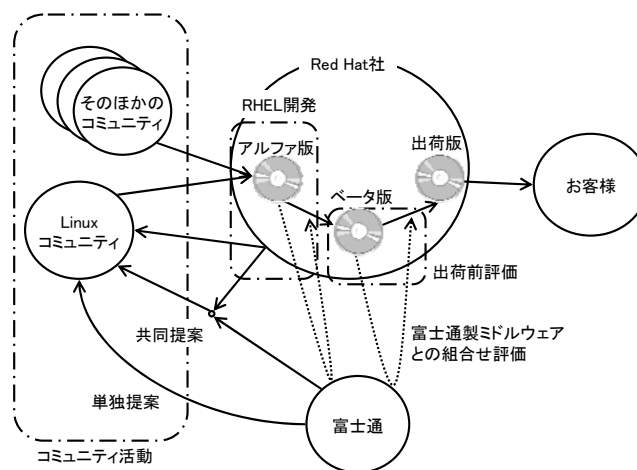 Red Hat社
そのほかの
コミュニティ
RHEL開発
アルファ版
出荷版
ベータ版
お客様
Linux
コミュニティ
出荷前評価
共同提案
富士通製ミドルウェア
との組合せ評価
単独提案
富士通
コミュニティ活動